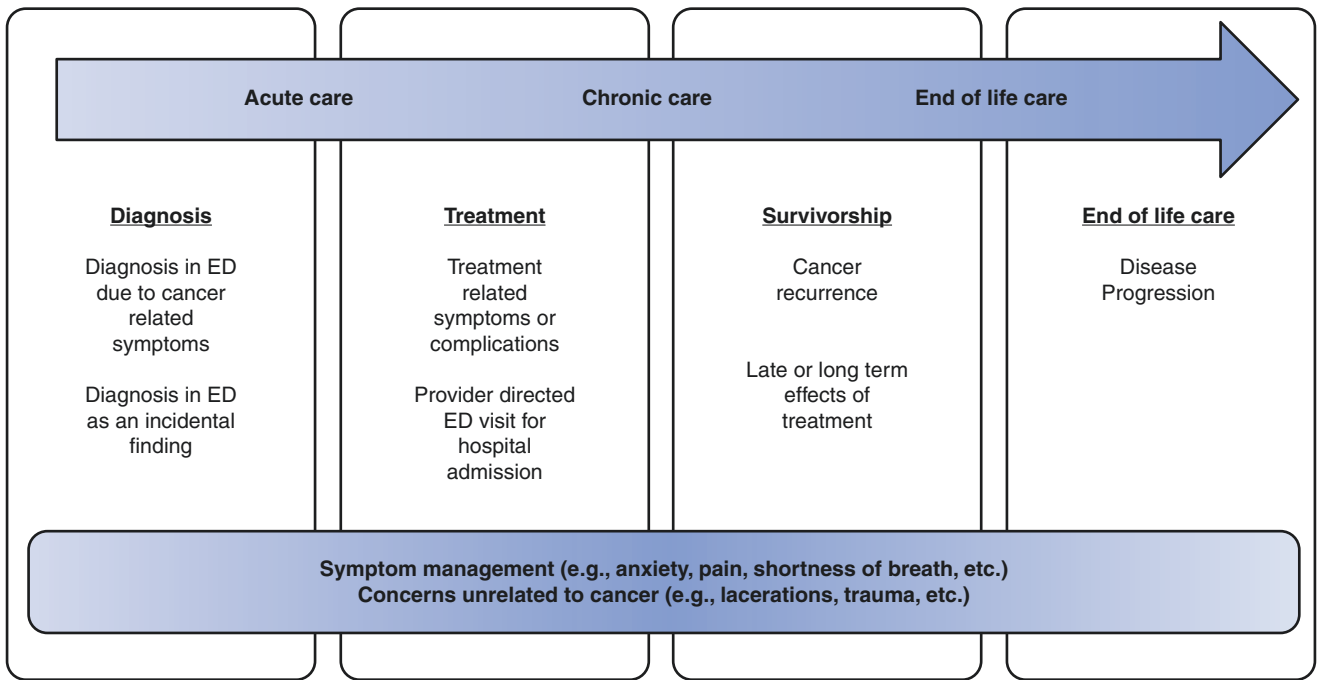 Acute care
Chronic care
End of life care
Diagnosis
Diagnosis in ED
due to cancer
related
symptoms
Diagnosis in ED
as an incidental
finding
Treatment
Treatment
related
symptoms or
complications
Provider directed
ED visit for
hospital
admission
Survivorship
Cancer
recurrence
Late or long term
effects of
treatment
End of life care
Disease
Progression
Symptom management (e.g., anxiety, pain, shortness of breath, etc.)
Concerns unrelated to cancer (e.g., lacerations, trauma, etc.)